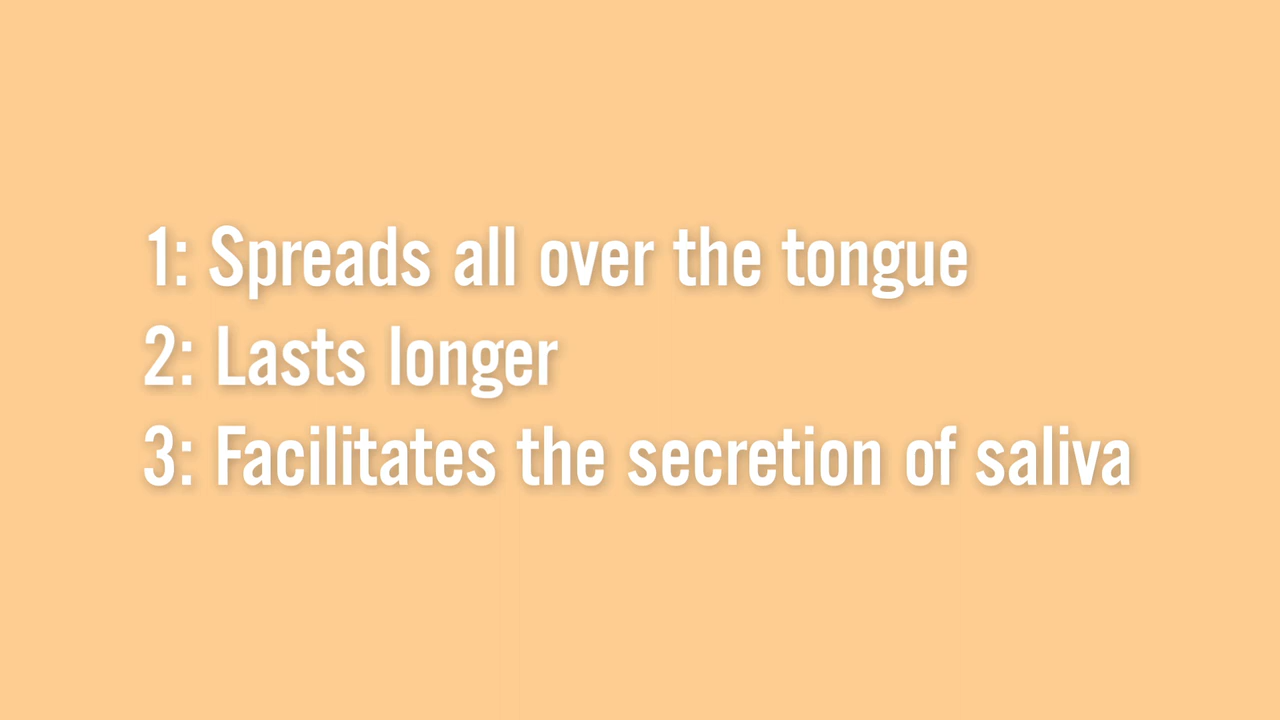 1: Spreads all over the tongue
2: Lasts longer
3: Facilitates the secretion of saliva